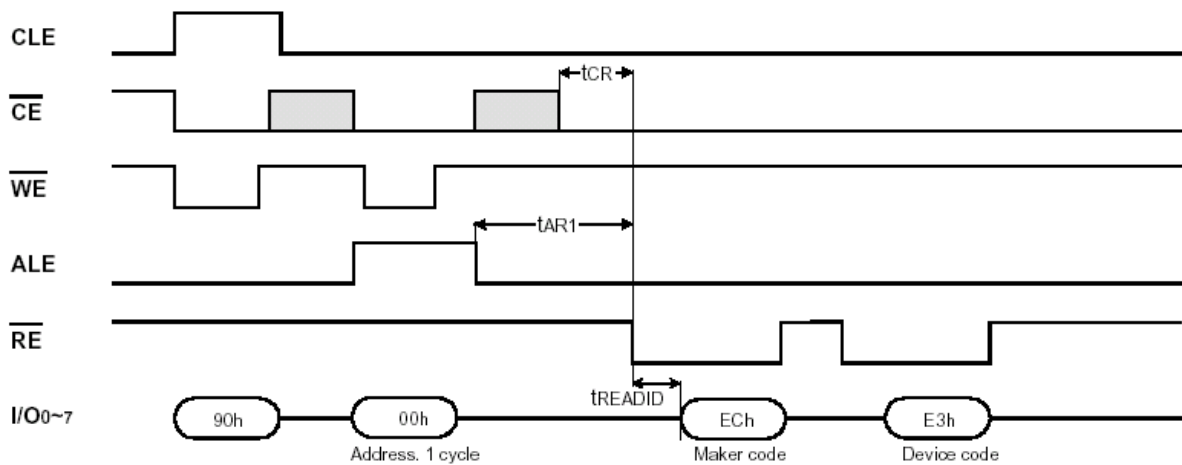 CLE
tCR
CE
WE
tAR1
ALE
RE
tREADID
I/O0~7 90h 00h ECh E3h
Address. 1 cycle Maker code Device code